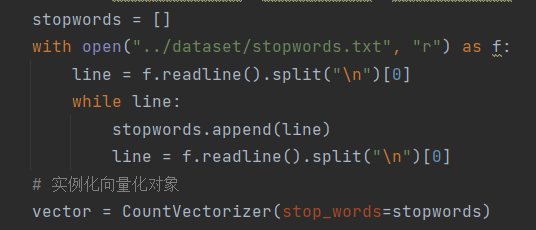 stopwords = []
with open("../dataset/stopwords.txt", "r") as f:
    line = f.readline().split("\n")[0]
    while line:
        stopwords.append(line)
        line = f.readline().split("\n")[0]
# 实例化向量化对象
vector = CountVectorizer(stop_words=stopwords)